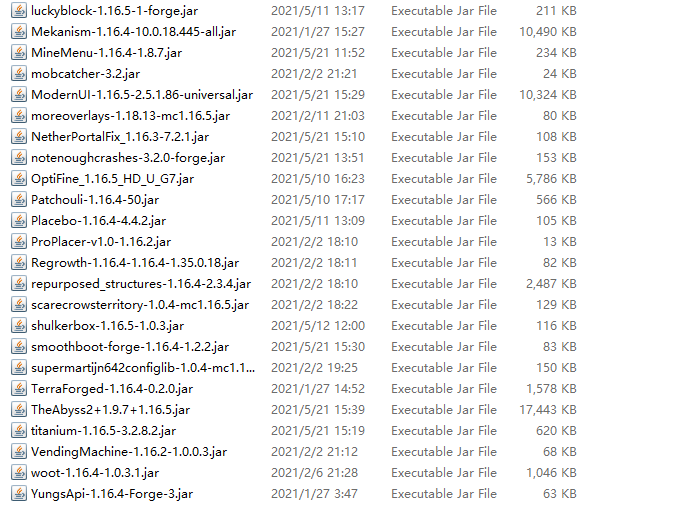 luckyblock-1.16.5-1-forge.jar 2021/5/11 13:17 Executable Jar File 211 KB
Mekanism-1.16.4-10.0.18.445-all.jar 2021/1/27 15:27 Executable Jar File 10,490 KB
MineMenu-1.16.4-1.8.7.jar 2021/5/21 11:52 Executable Jar File 234 KB
mobcatcher-3.2.jar 2021/2/2 21:21 Executable Jar File 24 KB
ModernUI-1.16.5-2.5.1.86-universal.jar 2021/5/21 15:29 Executable Jar File 10,324 KB
moreoverlays-1.18.13-mc1.16.5.jar 2021/2/11 21:03 Executable Jar File 80 KB
NetherPortalFix_1.16.3-7.2.1.jar 2021/5/21 15:10 Executable Jar File 108 KB
notenoughcrashes-3.2.0-forge.jar 2021/5/21 13:51 Executable Jar File 153 KB
OptiFine_1.16.5_HD_U_G7.jar 2021/5/10 16:23 Executable Jar File 5,786 KB
Patchouli-1.16.4-50.jar 2021/5/10 17:17 Executable Jar File 566 KB
Placebo-1.16.4-4.4.2.jar 2021/5/11 13:09 Executable Jar File 105 KB
ProPlacer-v1.0-1.16.2.jar 2021/2/2 18:10 Executable Jar File 13 KB
Regrowth-1.16.4-1.16.4-1.35.0.18.jar 2021/2/2 18:11 Executable Jar File 82 KB
repurposed_structures-1.16.4-2.3.4.jar 2021/2/2 18:10 Executable Jar File 2,487 KB
scarecrowsterritory-1.0.4-mc1.16.5.jar 2021/2/2 18:22 Executable Jar File 129 KB
shulkerbox-1.16.5-1.0.3.jar 2021/5/12 12:00 Executable Jar File 116 KB
smoothboot-forge-1.16.4-1.2.2.jar 2021/5/21 15:30 Executable Jar File 83 KB
supermartijn642configlib-1.0.4-mc1.1... 2021/2/2 19:25 Executable Jar File 150 KB
TerraForged-1.16.4-0.2.0.jar 2021/1/27 14:52 Executable Jar File 1,578 KB
TheAbyss2+1.9.7+1.16.5.jar 2021/5/21 15:39 Executable Jar File 17,443 KB
titanium-1.16.5-3.2.8.2.jar 2021/5/21 15:19 Executable Jar File 620 KB
VendingMachine-1.16.2-1.0.0.3.jar 2021/2/2 21:12 Executable Jar File 68 KB
woot-1.16.4-1.0.3.1.jar 2021/2/6 21:28 Executable Jar File 1,046 KB
YungsApi-1.16.4-Forge-3.jar 2021/1/27 3:47 Executable Jar File 63 KB